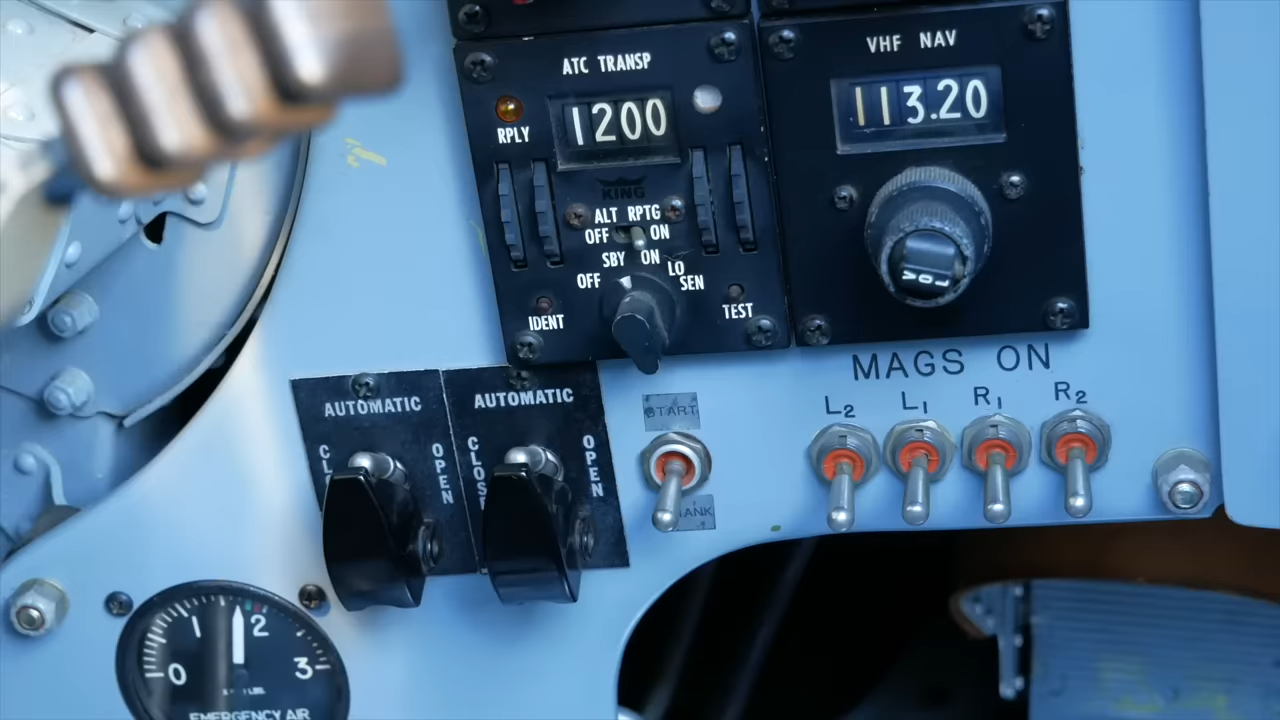 ATC TRANSP
RPLY
1200
KING
ALT RPTG
OFF ON
SBY ON LO
OFF SEN
IDENT
TEST
VHF NAV
113.20
VOL
MAGS ON
L2 L1 R1 R2
AUTOMATIC
OPEN
AUTOMATIC
CLOSE
OPEN
START
0 1 2 3
EMERGENCY AIR